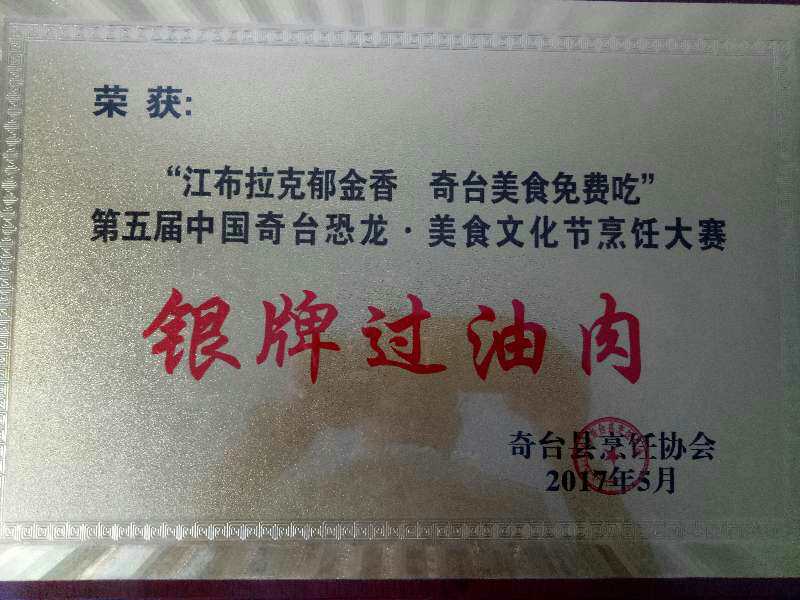 荣 获:
“江布拉克郁金香 奇台美食免费吃”
第五届中国奇台恐龙·美食文化节烹饪大赛
银牌过油肉
奇台县烹饪协会
2017年5月